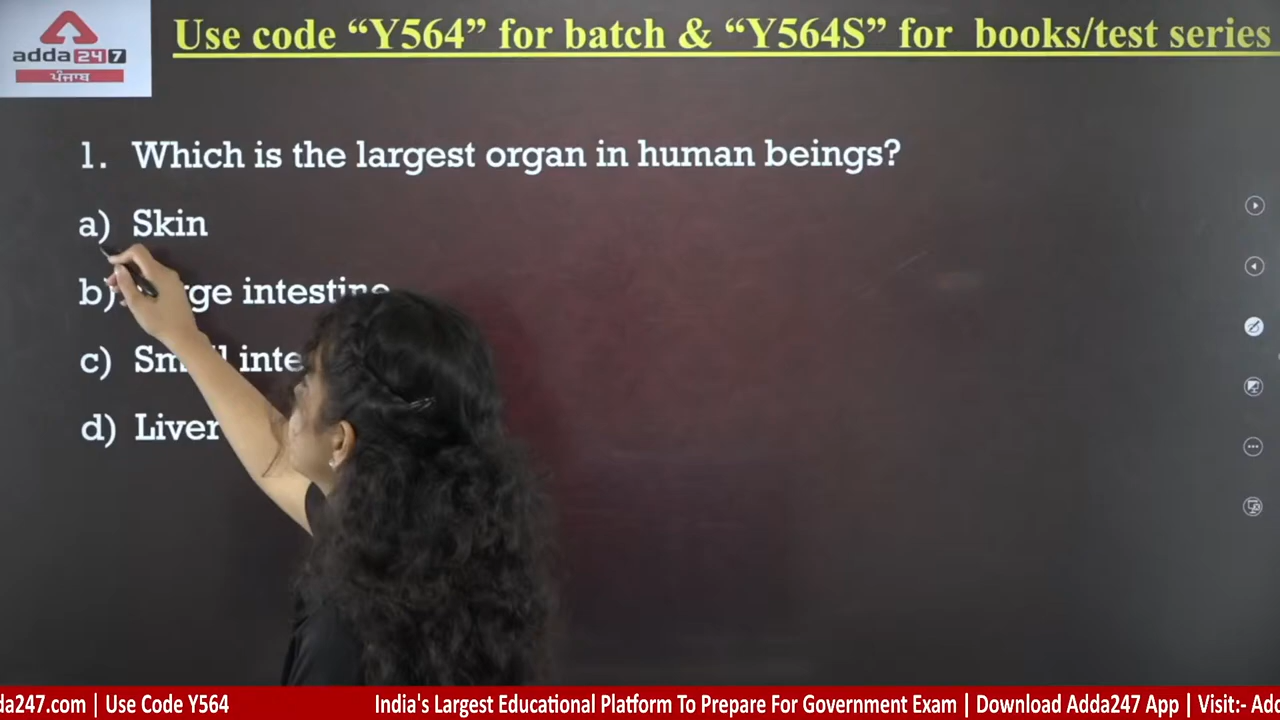 adda247
ਪੰਜਾਬ
Use code “Y564” for batch & “Y564S” for books/test series
1. Which is the largest organ in human beings?
a) Skin
b) intestine
c) 
d) Liver
da247.com | Use Code Y564 India's Largest Educational Platform To Prepare For Government Exam | Download Adda247 App | Visit:- Add